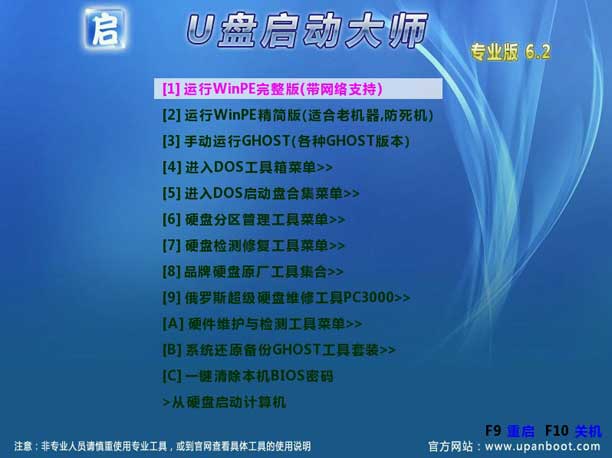 启
U盘启动大师
专业版 6.2
[1] 运行WinPE完整版(带网络支持)
[2] 运行WinPE精简版(适合老机器,防死机)
[3] 手动运行GHOST(各种GHOST版本)
[4] 进入DOS工具箱菜单>>
[5] 进入DOS启动盘合集菜单>>
[6] 硬盘分区管理工具菜单>>
[7] 硬盘检测修复工具菜单>>
[8] 品牌硬盘原厂工具集合>>
[9] 俄罗斯超级硬盘维修工具PC3000>>
[A] 硬件维护与检测工具菜单>>
[B] 系统还原备份GHOST工具套装>>
[C] 一键清除本机BIOS密码
>从硬盘启动计算机
F9 重启 F10 关机
注意：非专业人员请慎重使用专业工具，或到官网查看具体工具的使用说明
官方网站：www.upanboot.com